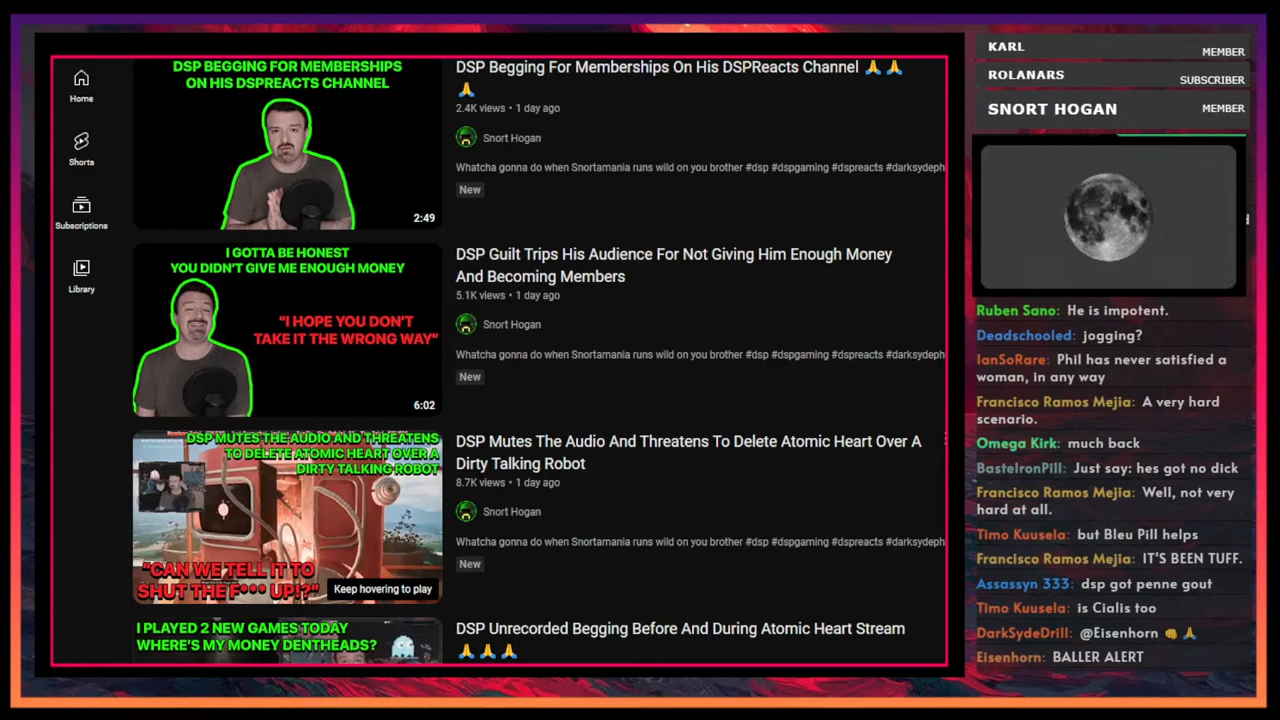 Home
Shorts
Subscriptions
Library
DSP BEGGING FOR MEMBERSHIPS
ON HIS DSPREACTS CHANNEL
2:49
DSP Begging For Memberships On His DSPReacts Channel 🙏 🙏
🙏
2.4K views • 1 day ago
Snort Hogan
Whatcha gonna do when Snortamania runs wild on you brother #dsp #dspgaming #dspreacts #darksydeph
New
I GOTTA BE HONEST
YOU DIDN'T GIVE ME ENOUGH MONEY
"I HOPE YOU DON'T
TAKE IT THE WRONG WAY"
6:02
DSP Guilt Trips His Audience For Not Giving Him Enough Money
And Becoming Members
5.1K views • 1 day ago
Snort Hogan
Whatcha gonna do when Snortamania runs wild on you brother #dsp #dspgaming #dspreacts #darksydeph
New
DSP MUTES THE AUDIO AND THREATENS
TO DELETE ATOMIC HEART OVER A
DIRTY TALKING ROBOT
"CAN WE TELL IT TO
SHUT THE F*** UP!?"
Keep hovering to play
DSP Mutes The Audio And Threatens To Delete Atomic Heart Over A
Dirty Talking Robot
8.7K views • 1 day ago
Snort Hogan
Whatcha gonna do when Snortamania runs wild on you brother #dsp #dspgaming #dspreacts #darksydeph
New
I PLAYED 2 NEW GAMES TODAY
WHERE'S MY MONEY DENTHEADS?
DSP Unrecorded Begging Before And During Atomic Heart Stream
🙏 🙏 🙏
KARL MEMBER
ROLANARS SUBSCRIBER
SNORT HOGAN MEMBER
Ruben Sano: He is impotent.
Deadschooled: jogging?
IanSoRare: Phil has never satisfied a
woman, in any way
Francisco Ramos Mejia: A very hard
scenario.
Omega Kirk: much back
BastelronPill: Just say: hes got no dick
Francisco Ramos Mejia: Well, not very
hard at all.
Timo Kuusela: but Bleu Pill helps
Francisco Ramos Mejia: IT'S BEEN TUFF.
Assassyn 333: dsp got penne gout
Timo Kuusela: is Cialis too
DarkSydeDrill: @Eisenhorn 👊 🙏
Eisenhorn: BALLER ALERT